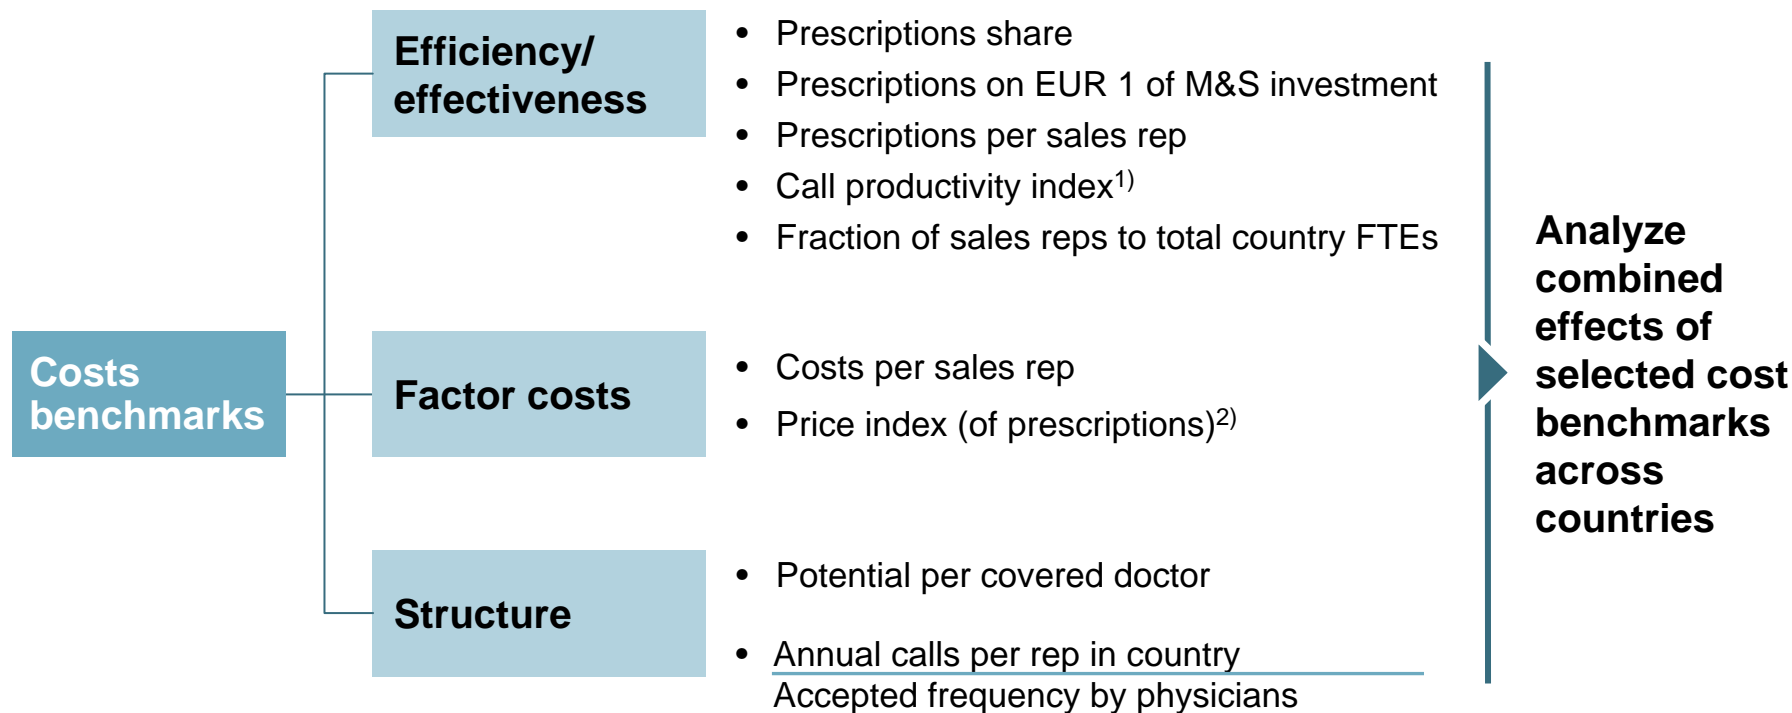 Costs
benchmarks
Efficiency/
effectiveness
• Prescriptions share
• Prescriptions on EUR 1 of M&S investment
• Prescriptions per sales rep
• Call productivity index1)
• Fraction of sales reps to total country FTEs
Factor costs
• Costs per sales rep
• Price index (of prescriptions)2)
Structure
• Potential per covered doctor
• Annual calls per rep in country
Accepted frequency by physicians
Analyze
combined
effects of
selected cost
benchmarks
across
countries